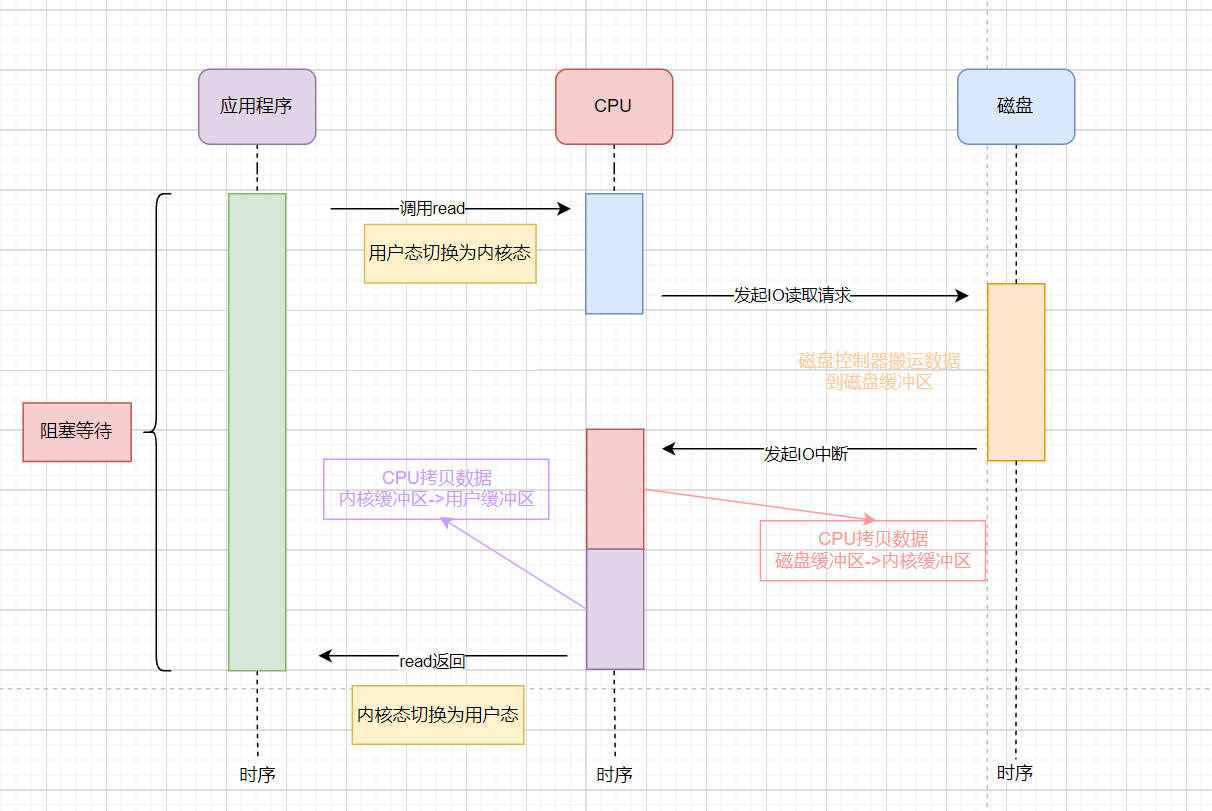 应用程序
CPU
磁盘
调用read
用户态切换为内核态
发起IO读取请求
磁盘控制器搬运数据
到磁盘缓冲区
阻塞等待
发起IO中断
CPU拷贝数据
内核缓冲区->用户缓冲区
CPU拷贝数据
磁盘缓冲区->内核缓冲区
read返回
内核态切换为用户态
时序
时序
时序